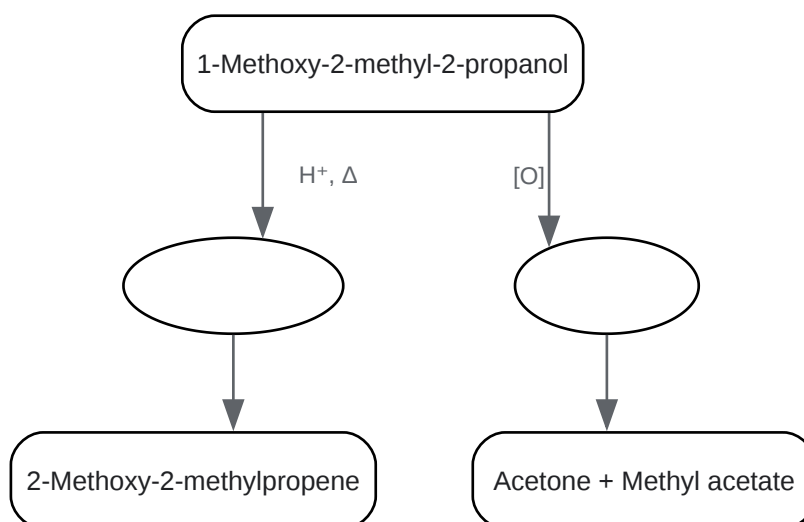 1-Methoxy-2-methyl-2-propanol
H⁺, Δ
[O]
2-Methoxy-2-methylpropene
Acetone + Methyl acetate